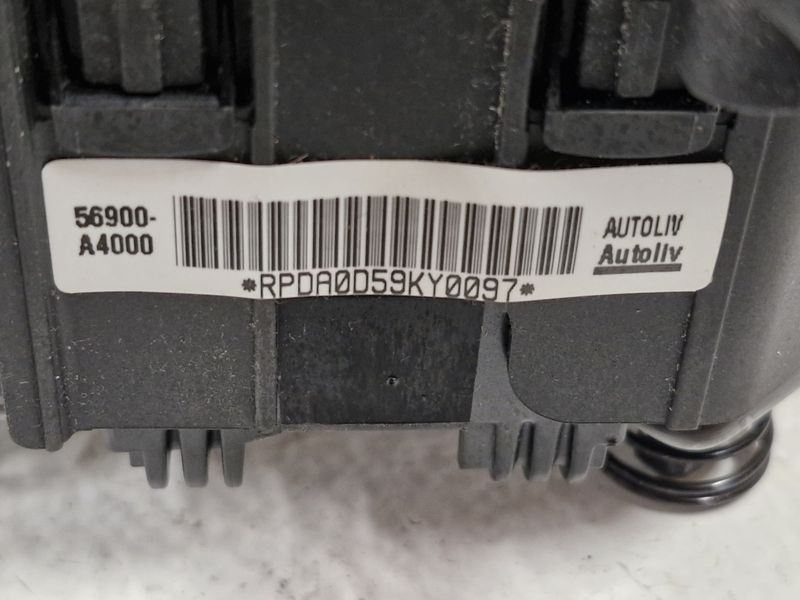 56900-
A4000
*RPDA0D59KY0097*
AUTOLIV
Autoliv